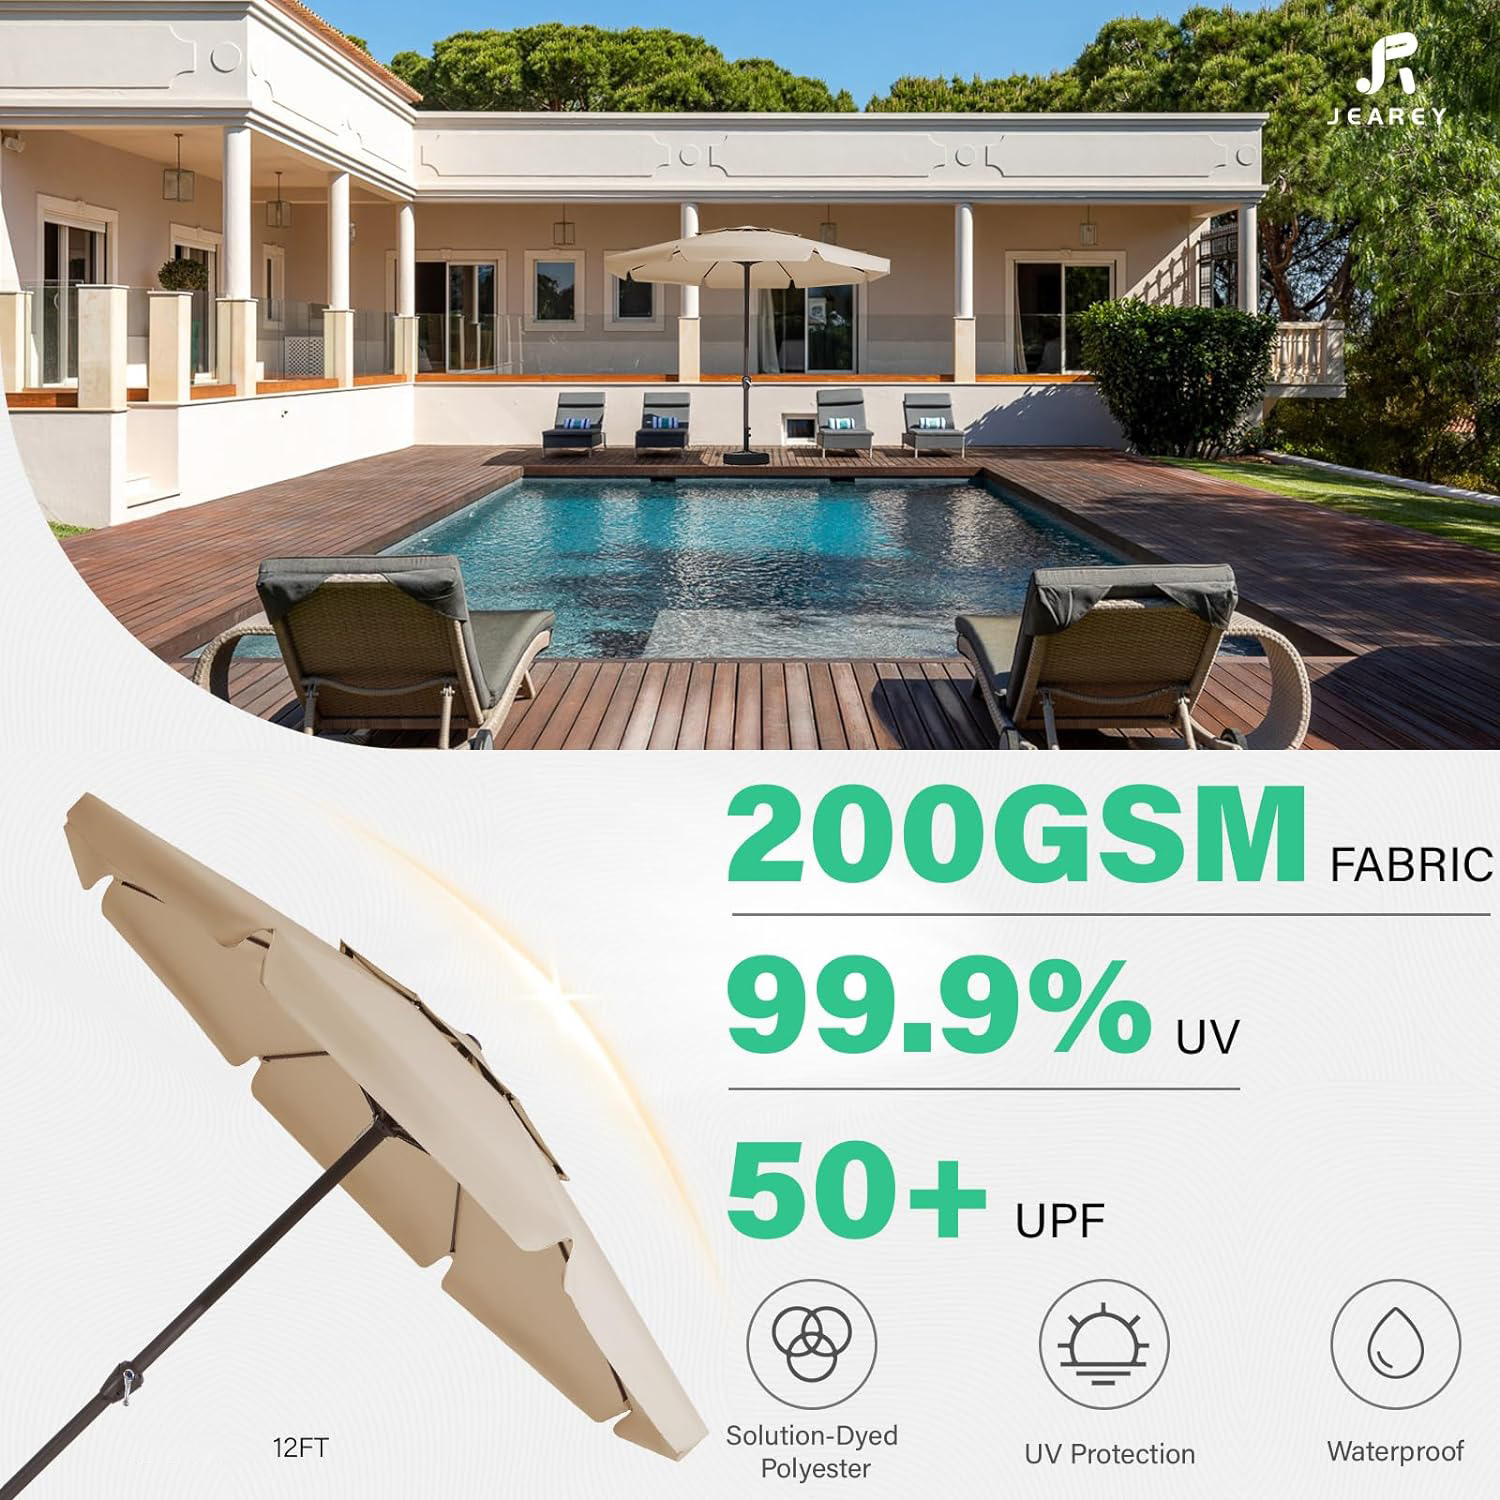 JEAREY
200GSM FABRIC
99.9% UV
50+ UPF
12FT
Solution-Dyed
Polyester
UV Protection
Waterproof